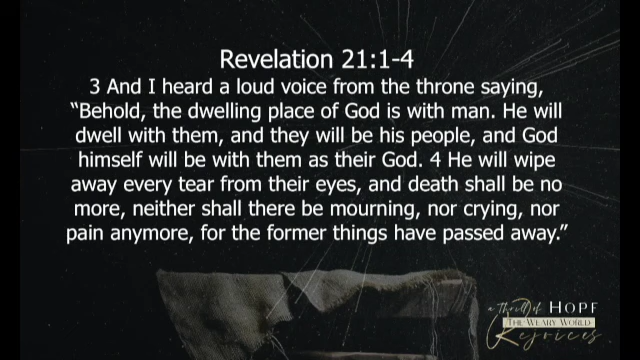 Revelation 21:1-4
3 And I heard a loud voice from the throne saying,
“Behold, the dwelling place of God is with man. He will
dwell with them, and they will be his people, and God
himself will be with them as their God. 4 He will wipe
away every tear from their eyes, and death shall be no
more, neither shall there be mourning, nor crying, nor
pain anymore, for the former things have passed away.”
a Thrill of HOPE
THE WEARY WORLD
Rejoices